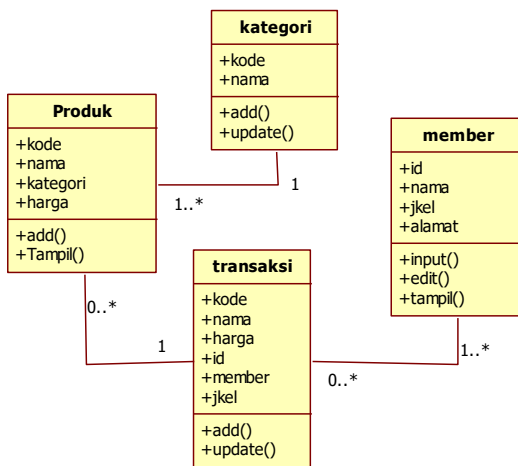 kategori
+kode
+nama
+add()
+update()
Produk
+kode
+nama
+kategori
+harga
+add()
+Tampil()
1..*
1
member
+id
+nama
+jkel
+alamat
+input()
+edit()
+tampil()
0..*
1
transaksi
+kode
+nama
+harga
+id
+member
+jkel
+add()
+update()
0..*
1..*